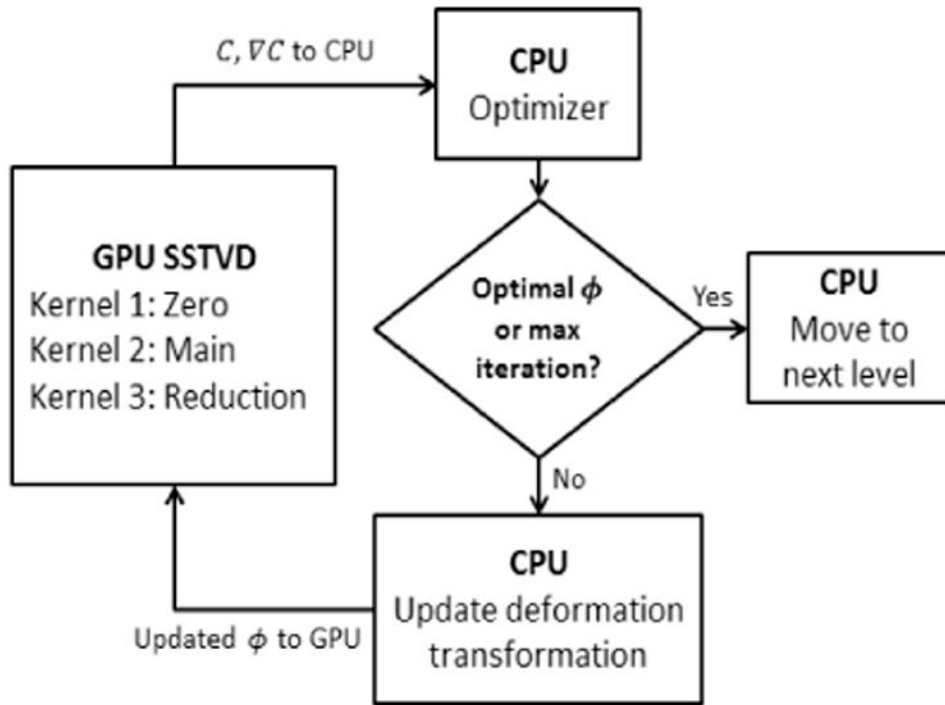 C, ∇C to CPU
CPU
Optimizer
GPU SSTVD
Kernel 1: Zero
Kernel 2: Main
Kernel 3: Reduction
Optimal ϕ
or max
iteration?
Yes
CPU
Move to
next level
No
CPU
Update deformation
transformation
Updated ϕ to GPU